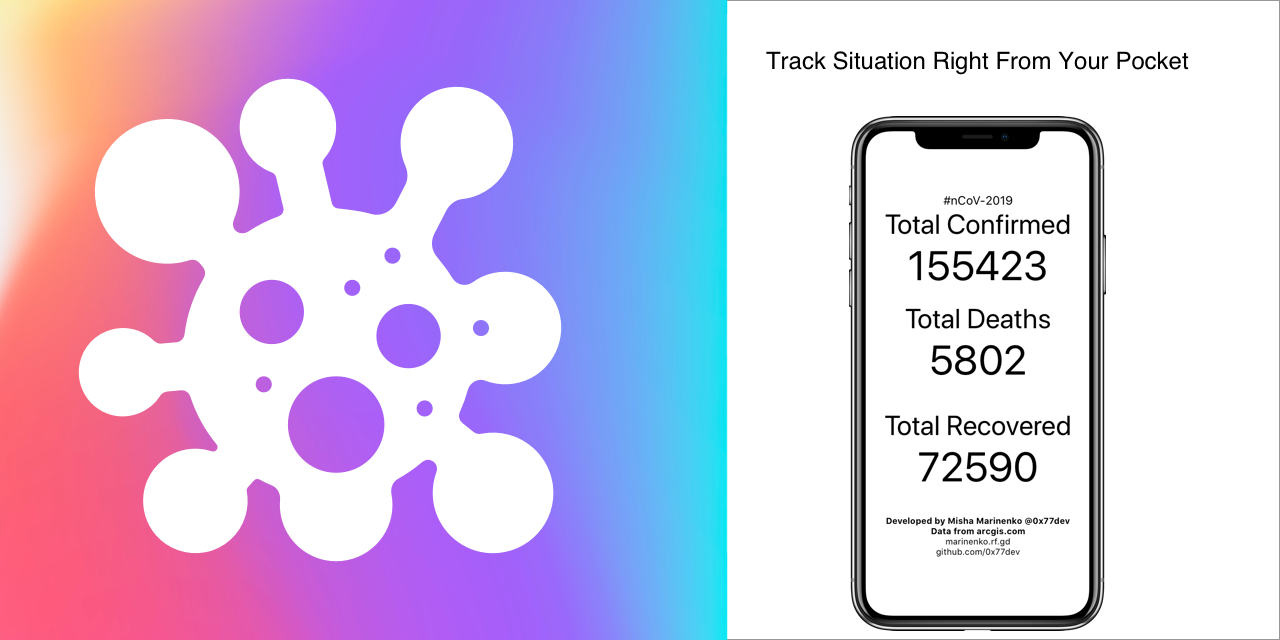 Track Situation Right From Your Pocket
#nCoV-2019
Total Confirmed
155423
Total Deaths
5802
Total Recovered
72590
Developed by Misha Marinenko @0x77dev
Data from arcgis.com
marinenko.rf.gd
github.com/0x77dev